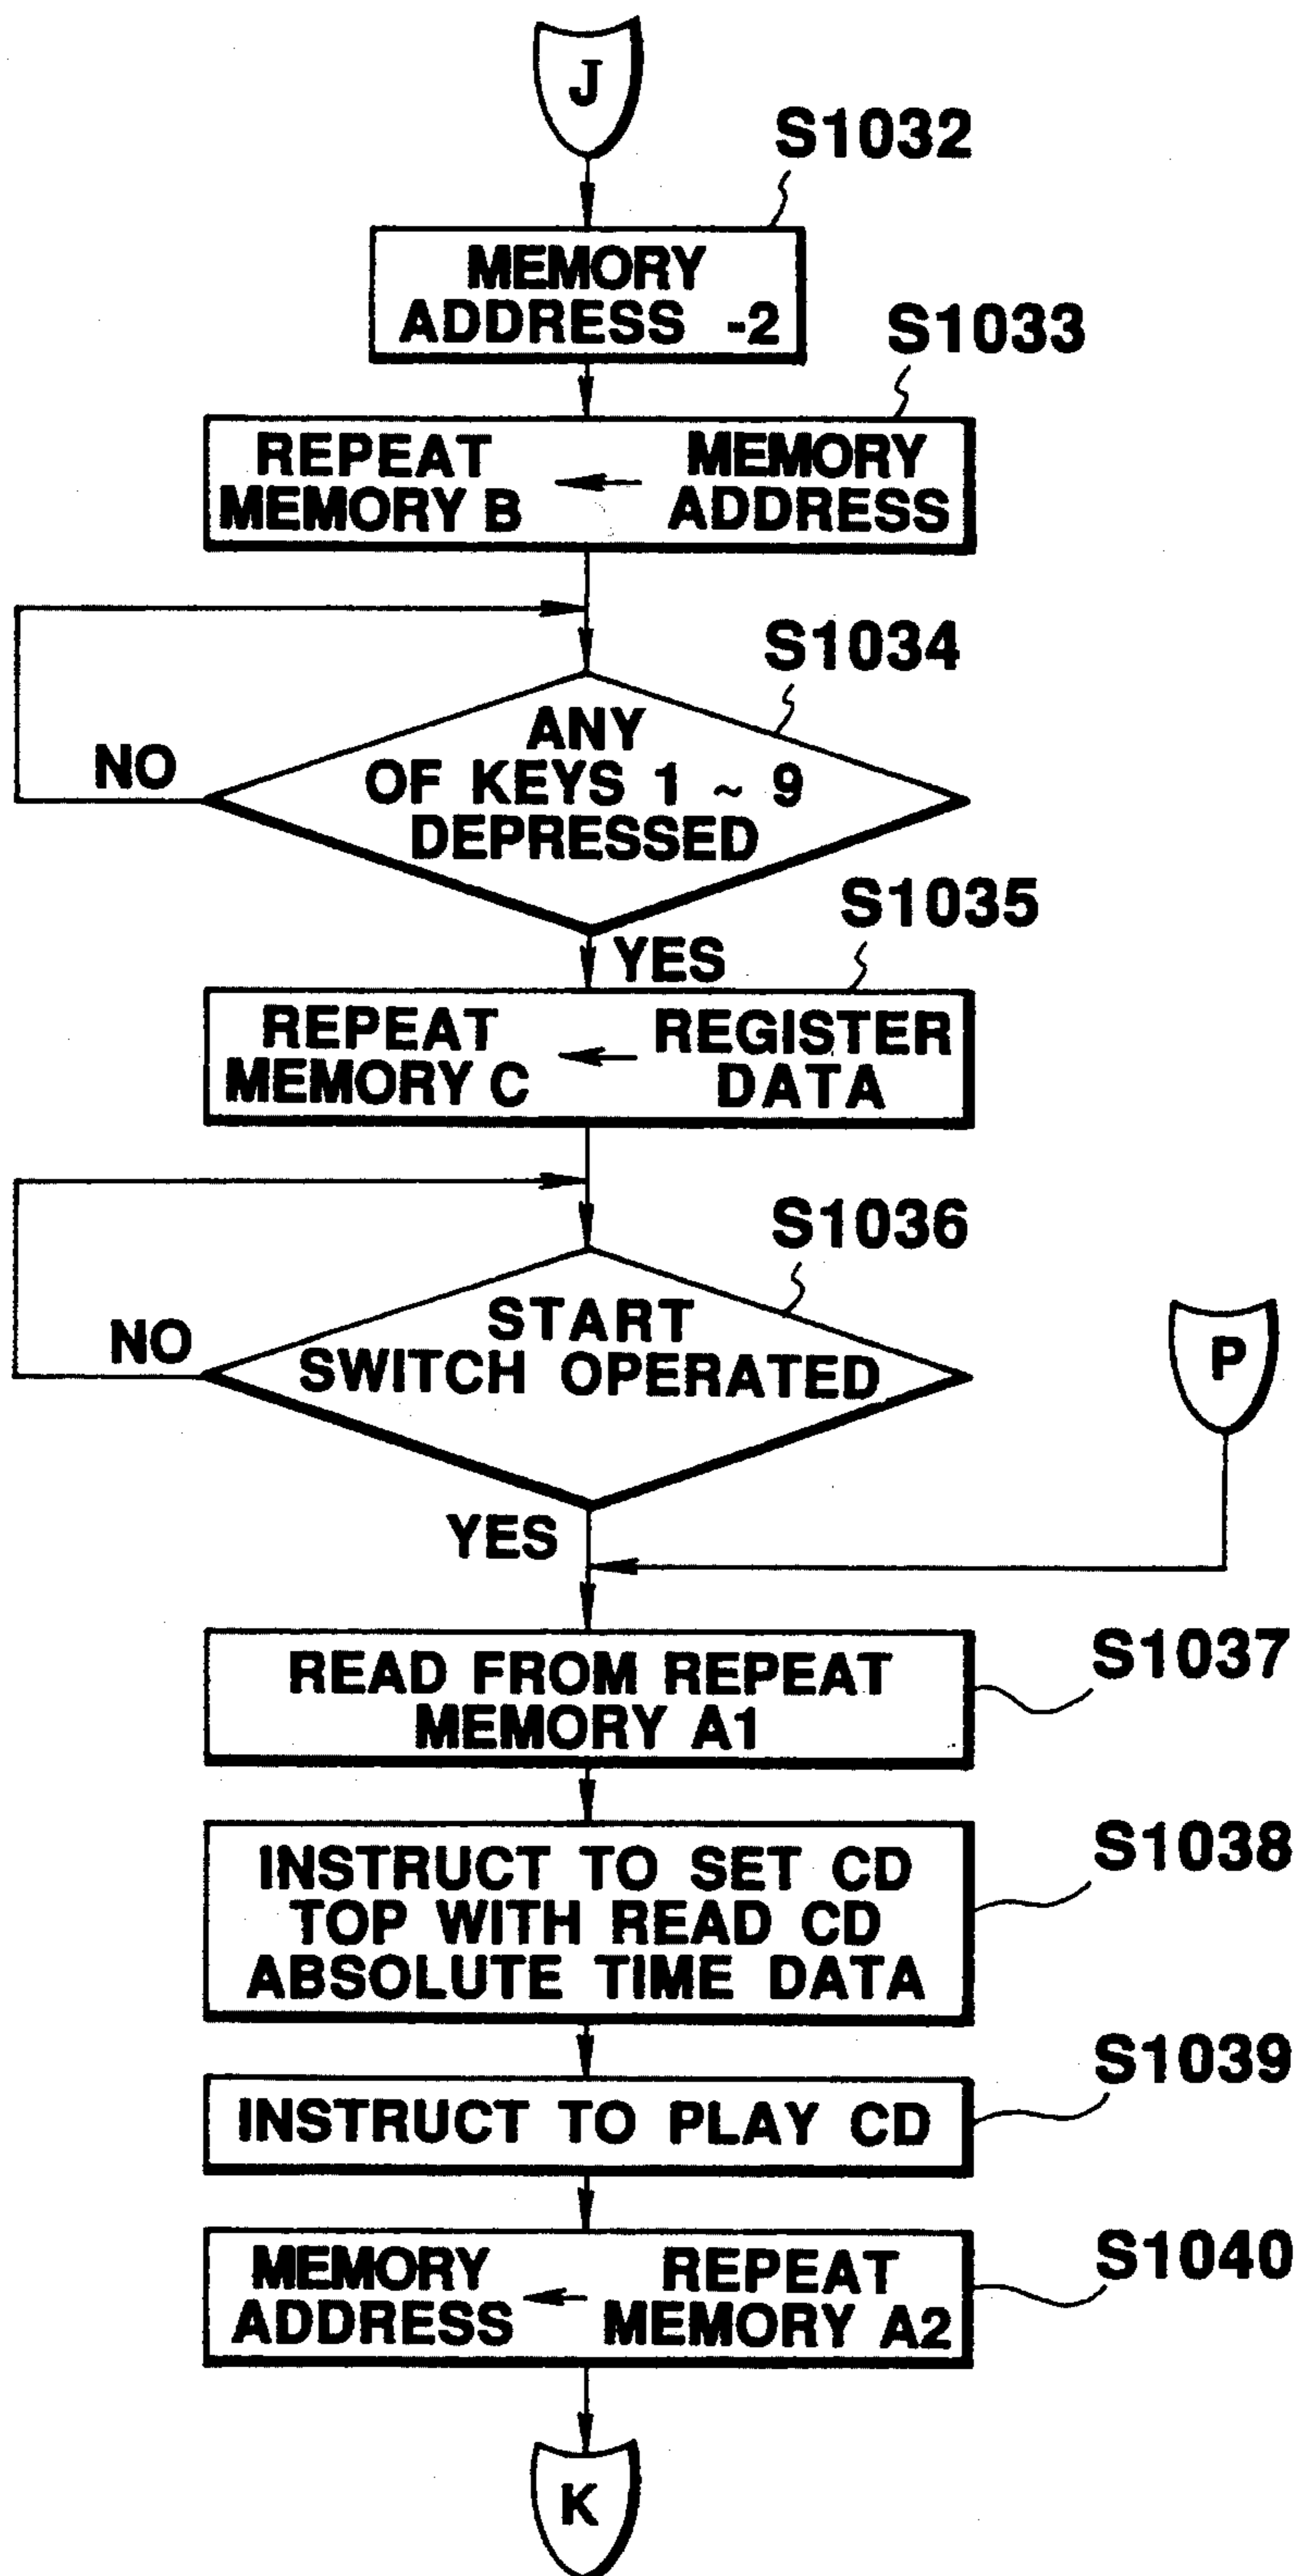 J
S1032
MEMORY
ADDRESS -2
S1033
REPEAT
MEMORY B
←
MEMORY
ADDRESS
S1034
ANY
OF KEYS 1 ~ 9
DEPRESSED
NO
YES
S1035
REPEAT
MEMORY C
←
REGISTER
DATA
S1036
START
SWITCH OPERATED
NO
YES
P
S1037
READ FROM REPEAT
MEMORY A1
S1038
INSTRUCT TO SET CD
TOP WITH READ CD
ABSOLUTE TIME DATA
S1039
INSTRUCT TO PLAY CD
S1040
MEMORY
ADDRESS
←
REPEAT
MEMORY A2
K